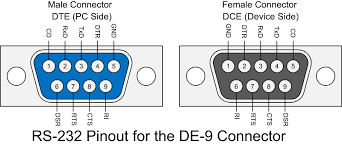 Male Connector
DTE (PC Side)
CD
RxD
TxD
DTR
GND
1 2 3 4 5
6 7 8 9
DSR
RTS
CTS
RI
Female Connector
DCE (Device Side)
GND
DTR
TxD
RxD
CD
5 4 3 2 1
9 8 7 6
RI
CTS
RTS
DSR
RS-232 Pinout for the DE-9 Connector